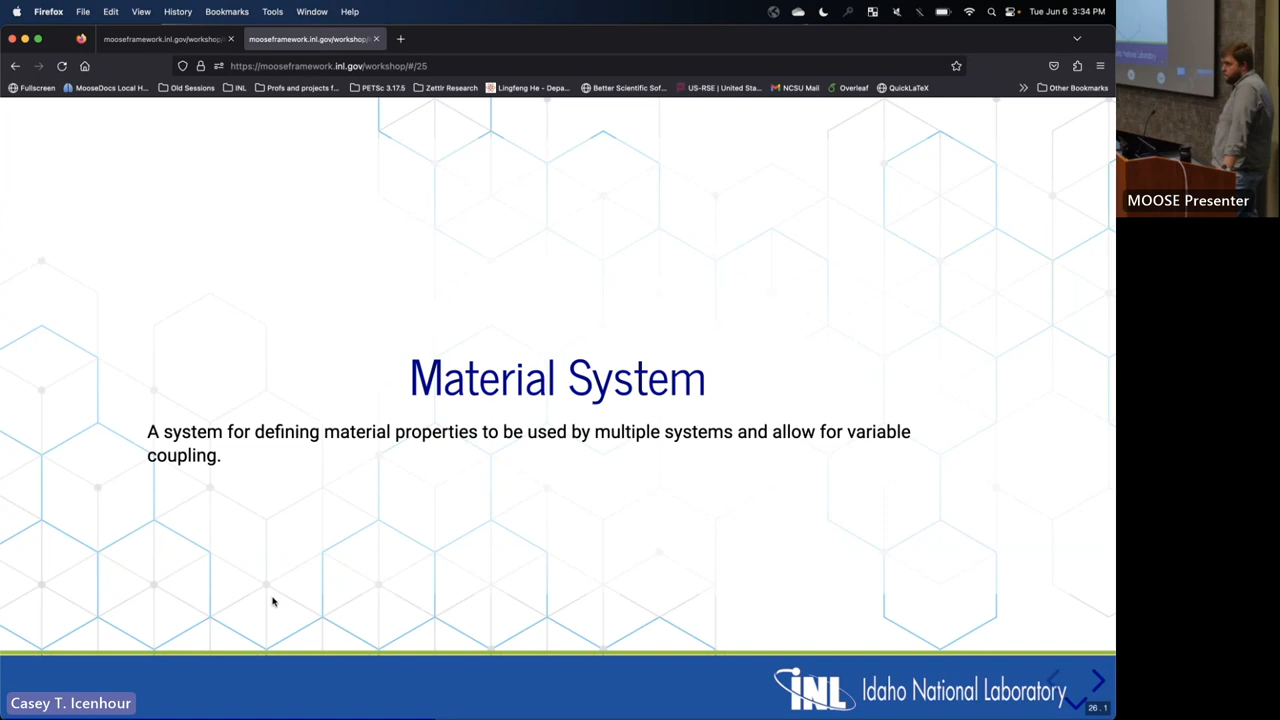 Firefox File Edit View History Bookmarks Tools Window Help Tue Jun 6 3:34 PM
mooseframework.inl.gov/workshop/ mooseframework.inl.gov/workshop/
https://mooseframework.inl.gov/workshop/#/25
Fullscreen MooseDocs Local H... Old Sessions INL Profs and projects f... PETSc 3.17.5 Zettlr Research Lingfeng He - Depa... Better Scientific Sof... US-RSE | United Sta... NCSU Mail Overleaf QuickLaTeX Other Bookmarks
MOOSE Presenter
Material System
A system for defining material properties to be used by multiple systems and allow for variable
coupling.
INL Idaho National Laboratory
Casey T. Icenhour
26.1